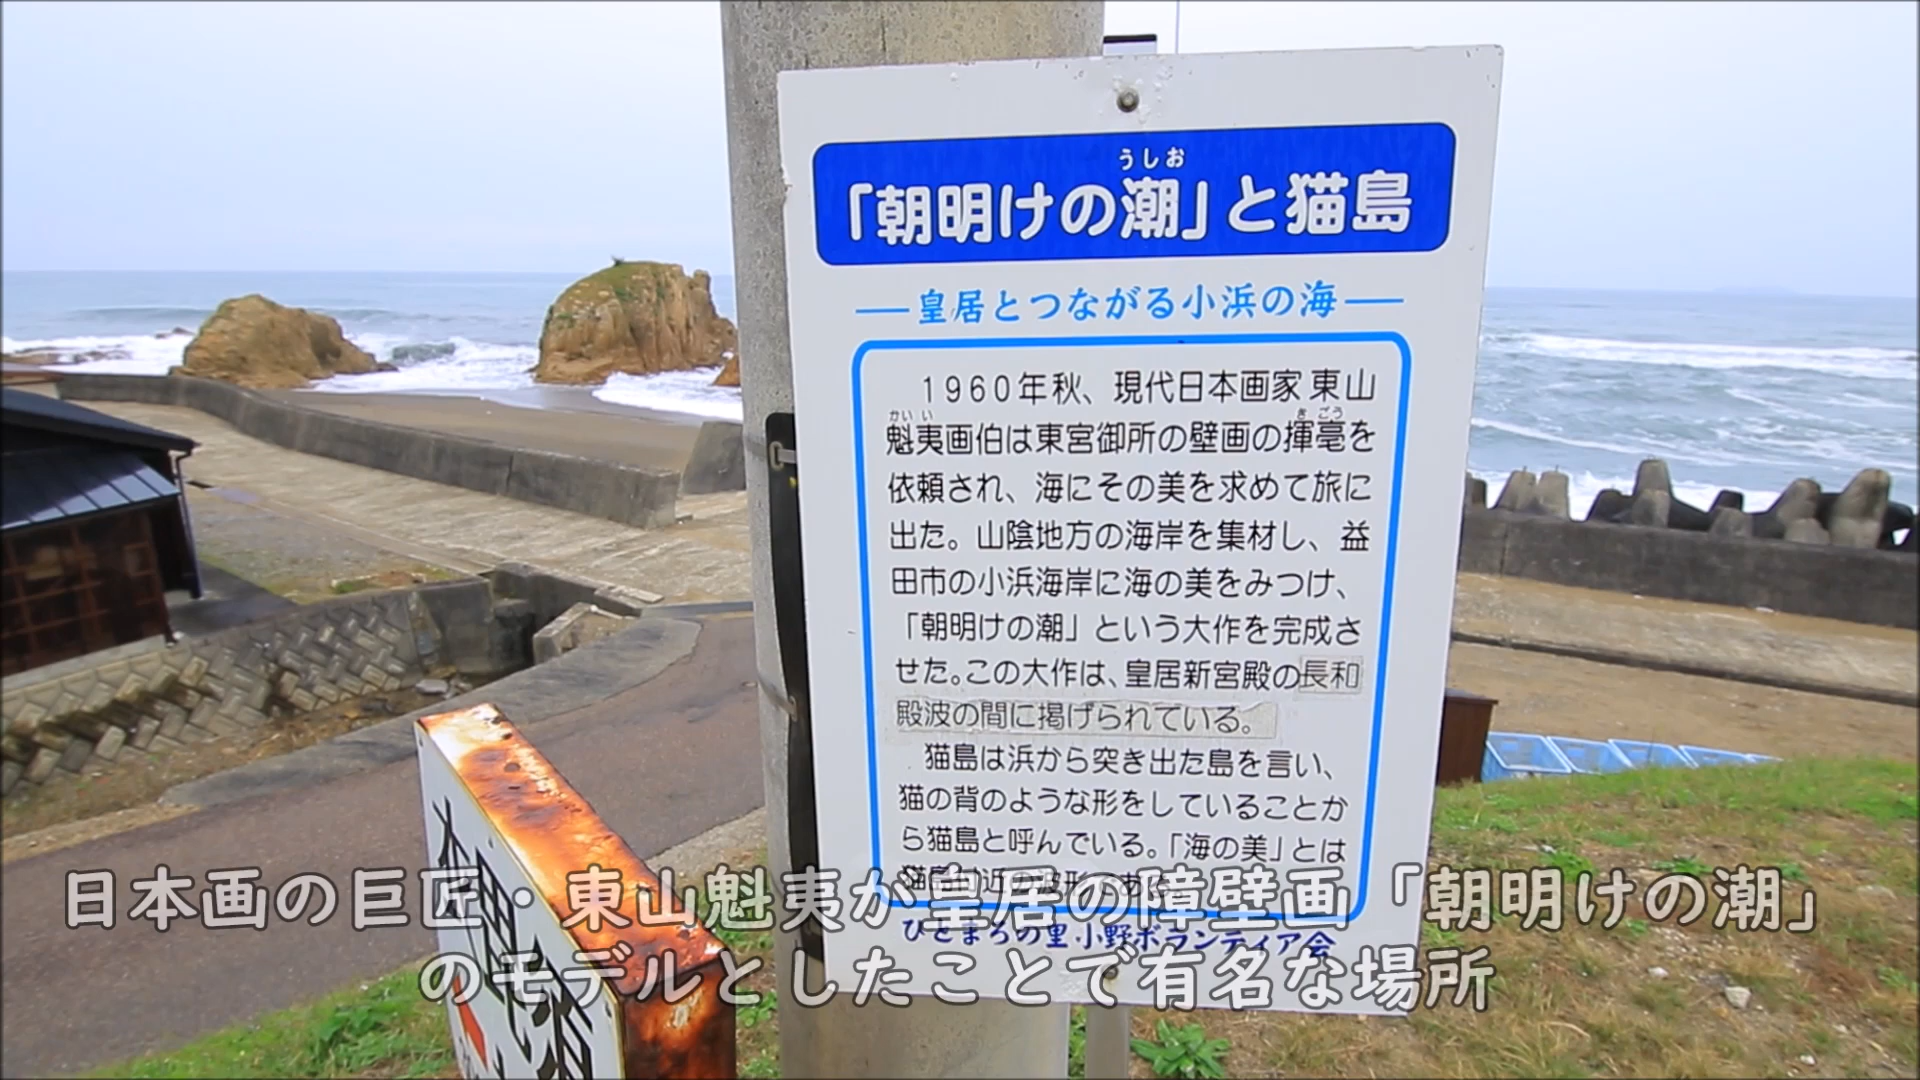 うしお
「朝明けの潮」と猫島
―皇居とつながる小浜の海―
1960年秋、現代日本画家 東山
かいい きごう
魁夷画伯は東宮御所の壁画の揮毫を
依頼され、海にその美を求めて旅に
出た。山陰地方の海岸を集材し、益
田市の小浜海岸に海の美をみつけ、
「朝明けの潮」という大作を完成さ
せた。この大作は、皇居新宮殿の長和
殿波の間に掲げられている。
猫島は浜から突き出た島を言い、
猫の背のような形をしていることか
ら猫島と呼んでいる。「海の美」とは
猫島付近の波形である。
ひとまろの里 小野ボランティア会
日本画の巨匠・東山魁夷が皇居の障壁画「朝明けの潮」
のモデルとしたことで有名な場所